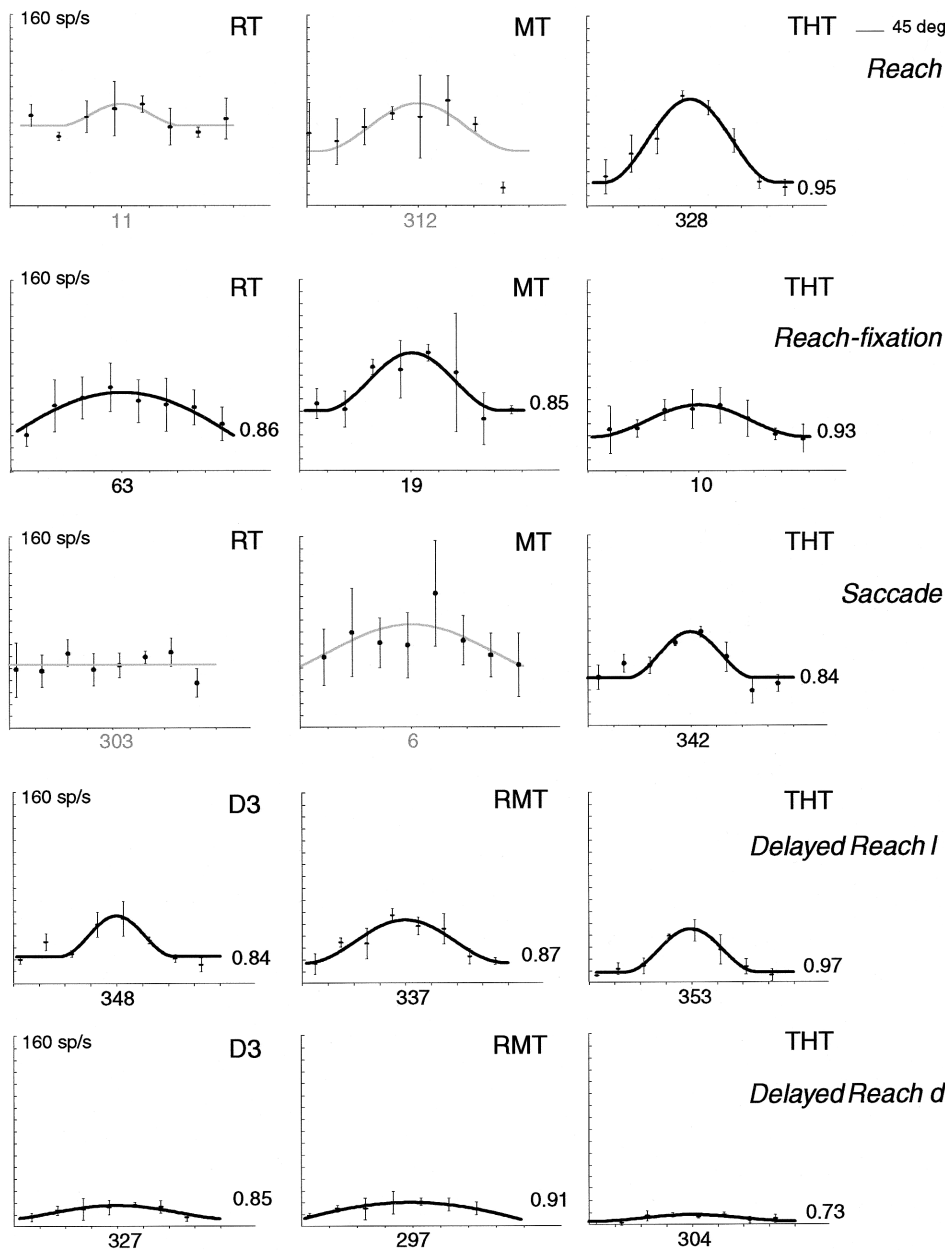 160 sp/s RT MT THT 45 deg
Reach
0.95
11 312 328
160 sp/s RT MT THT
Reach-fixation
0.86 0.85 0.93
63 19 10
160 sp/s RT MT THT
Saccade
0.84
303 6 342
160 sp/s D3 RMT THT
Delayed Reach l
0.84 0.87 0.97
348 337 353
160 sp/s D3 RMT THT
Delayed Reach d
0.85 0.91 0.73
327 297 304